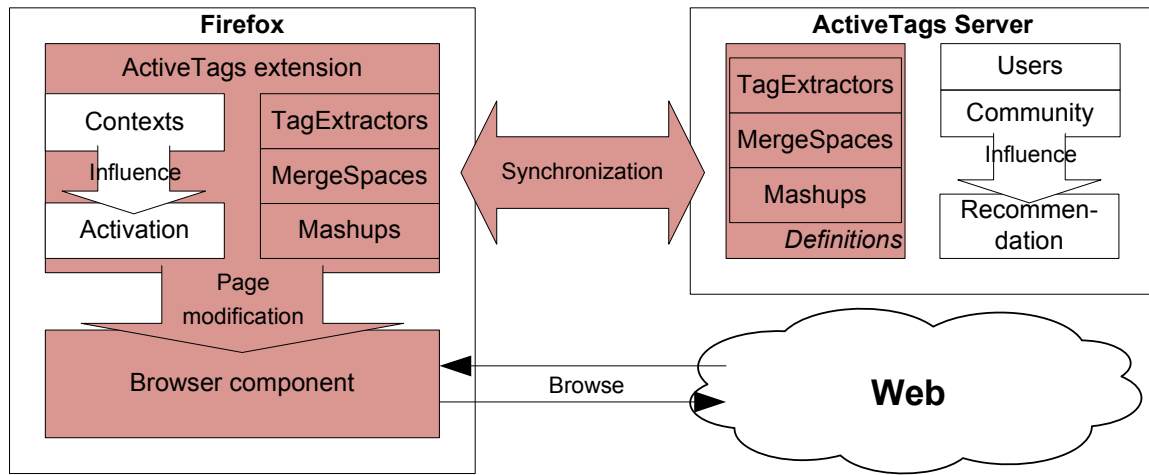 Firefox
ActiveTags extension
Contexts
Influence
Activation
TagExtractors
MergeSpaces
Mashups
Page
modification
Browser component
Synchronization
Browse
ActiveTags Server
TagExtractors
MergeSpaces
Mashups
Definitions
Users
Community
Influence
Recommen-
dation
Web